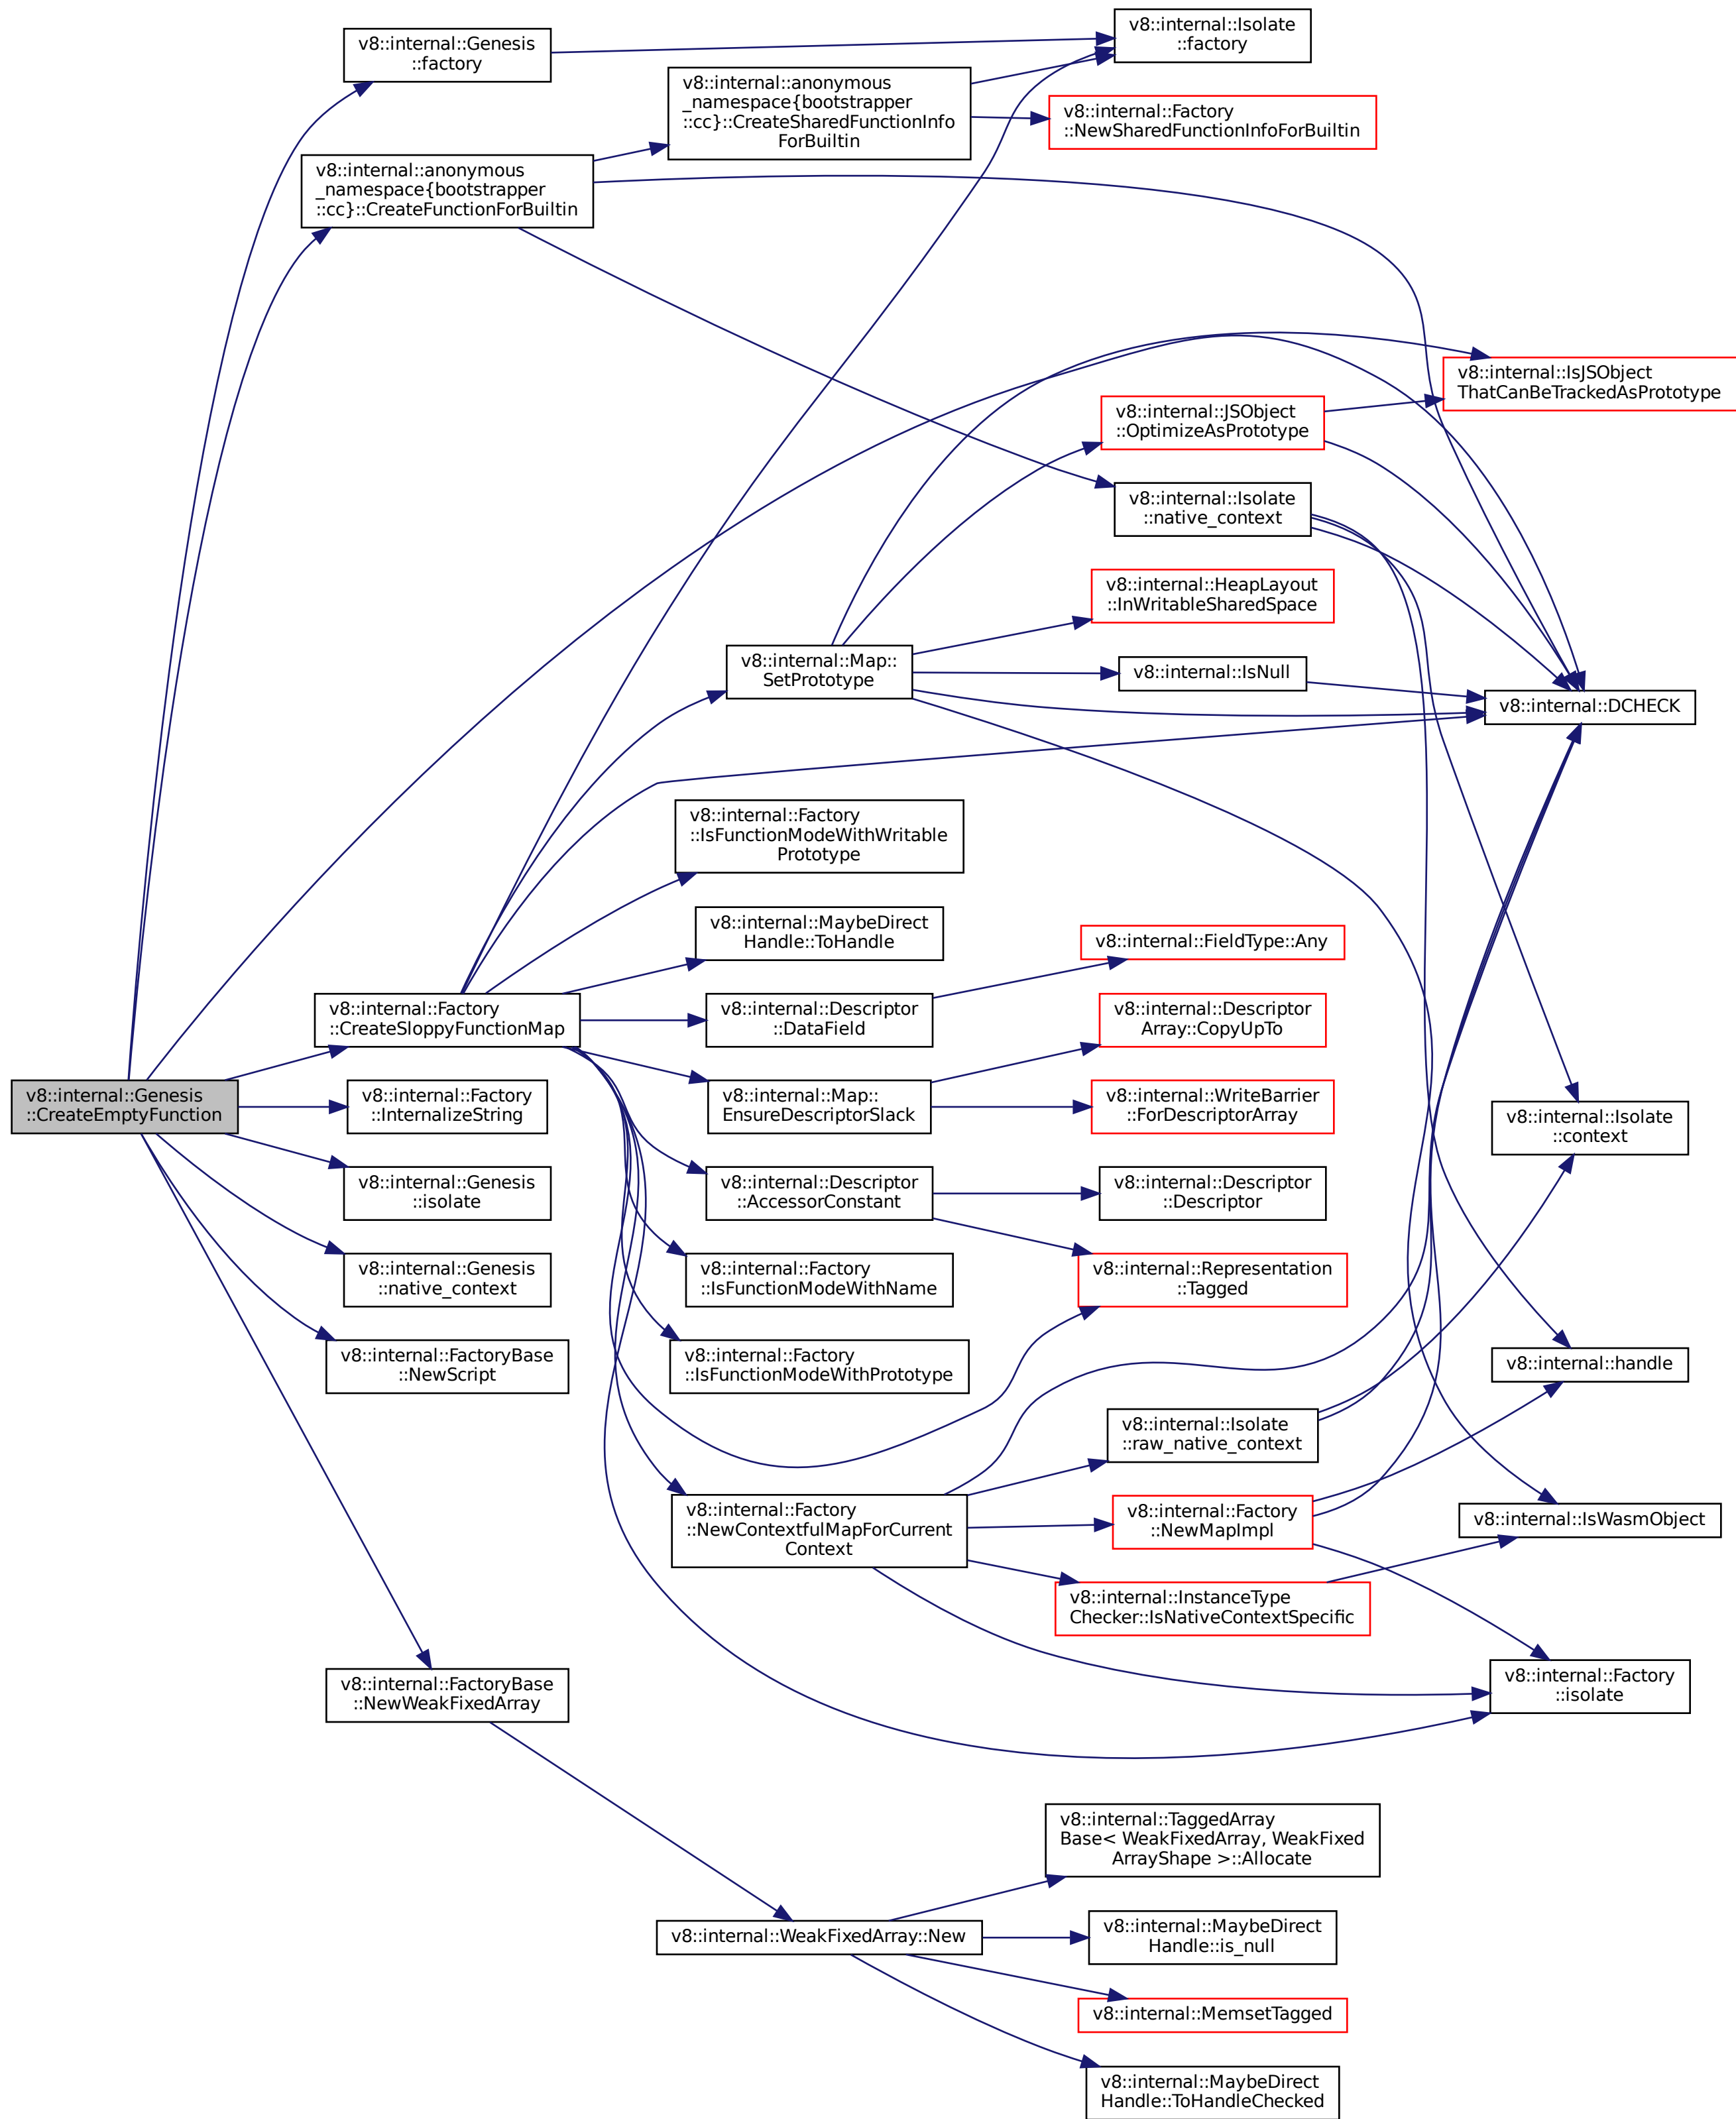 v8::internal::Isolate
::factory
v8::internal::Genesis
::factory
v8::internal::anonymous
_namespace{bootstrapper
::cc}::CreateSharedFunctionInfo
ForBuiltin
v8::internal::Factory
::NewSharedFunctionInfoForBuiltin
v8::internal::anonymous
_namespace{bootstrapper
::cc}::CreateFunctionForBuiltin
v8::internal::IsJSObject
ThatCanBeTrackedAsPrototype
v8::internal::JSObject
::OptimizeAsPrototype
v8::internal::Isolate
::native_context
v8::internal::HeapLayout
::InWritableSharedSpace
v8::internal::Map::
SetPrototype
v8::internal::IsNull
v8::internal::DCHECK
v8::internal::Factory
::IsFunctionModeWithWritable
Prototype
v8::internal::MaybeDirect
Handle::ToHandle
v8::internal::FieldType::Any
v8::internal::Factory
::CreateSloppyFunctionMap
v8::internal::Descriptor
::DataField
v8::internal::Descriptor
Array::CopyUpTo
v8::internal::Genesis
::CreateEmptyFunction
v8::internal::Factory
::InternalizeString
v8::internal::Map::
EnsureDescriptorSlack
v8::internal::WriteBarrier
::ForDescriptorArray
v8::internal::Isolate
::context
v8::internal::Genesis
::isolate
v8::internal::Descriptor
::AccessorConstant
v8::internal::Descriptor
::Descriptor
v8::internal::Genesis
::native_context
v8::internal::Factory
::IsFunctionModeWithName
v8::internal::Representation
::Tagged
v8::internal::FactoryBase
::NewScript
v8::internal::Factory
::IsFunctionModeWithPrototype
v8::internal::handle
v8::internal::Isolate
::raw_native_context
v8::internal::Factory
::NewContextfulMapForCurrent
Context
v8::internal::Factory
::NewMapImpl
v8::internal::IsWasmObject
v8::internal::InstanceType
Checker::IsNativeContextSpecific
v8::internal::FactoryBase
::NewWeakFixedArray
v8::internal::Factory
::isolate
v8::internal::TaggedArray
Base< WeakFixedArray, WeakFixed
ArrayShape >::Allocate
v8::internal::WeakFixedArray::New
v8::internal::MaybeDirect
Handle::is_null
v8::internal::MemsetTagged
v8::internal::MaybeDirect
Handle::ToHandleChecked